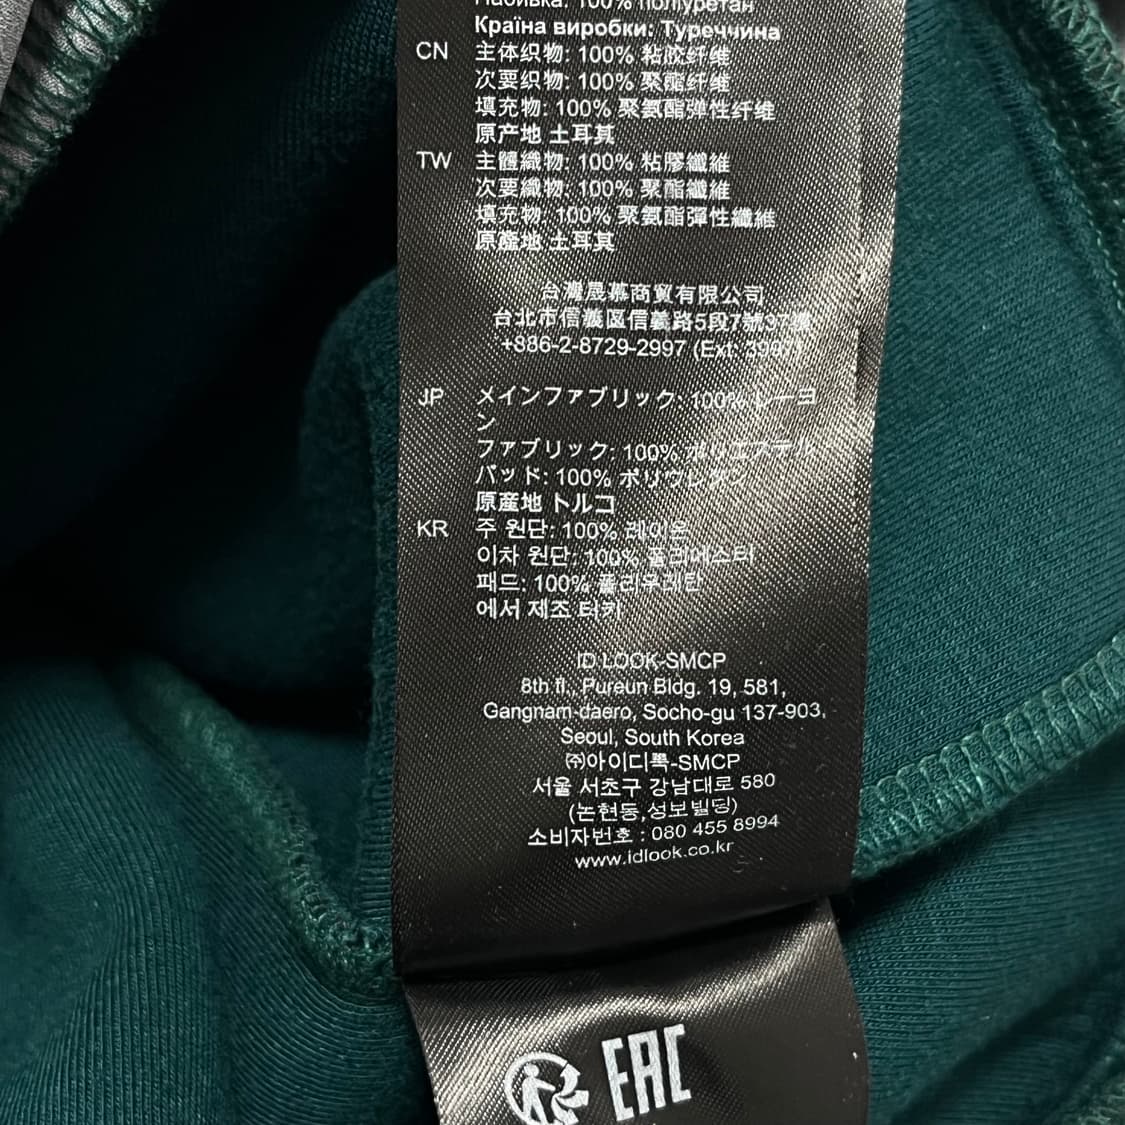 Набивка: 100% поліуретан
Країна виробки: Туреччина
CN 主体织物: 100% 粘胶纤维
次要织物: 100% 聚酯纤维
填充物: 100% 聚氨酯弹性纤维
原产地 土耳其
TW 主體織物: 100% 粘膠纖維
次要織物: 100% 聚酯纖維
填充物: 100% 聚氨酯彈性纖維
原產地 土耳其
台灣晟慕商貿有限公司
台北市信義區信義路5段7號37樓
+886-2-8729-2997 (Ext: 3997)
JP メインファブリック: 100% レーヨ
ン
ファブリック: 100% ポリエステル
パッド: 100% ポリウレタン
原産地 トルコ
KR 주 원단: 100% 레이온
이차 원단: 100% 폴리에스터
패드: 100% 폴리우레탄
에서 제조 터키
ID LOOK-SMCP
8th fl., Pureun Bldg. 19, 581,
Gangnam-daero, Socho-gu 137-903,
Seoul, South Korea
㈜아이디룩-SMCP
서울 서초구 강남대로 580
(논현동,성보빌딩)
소비자번호 : 080 455 8994
www.idlook.co.kr
EAC